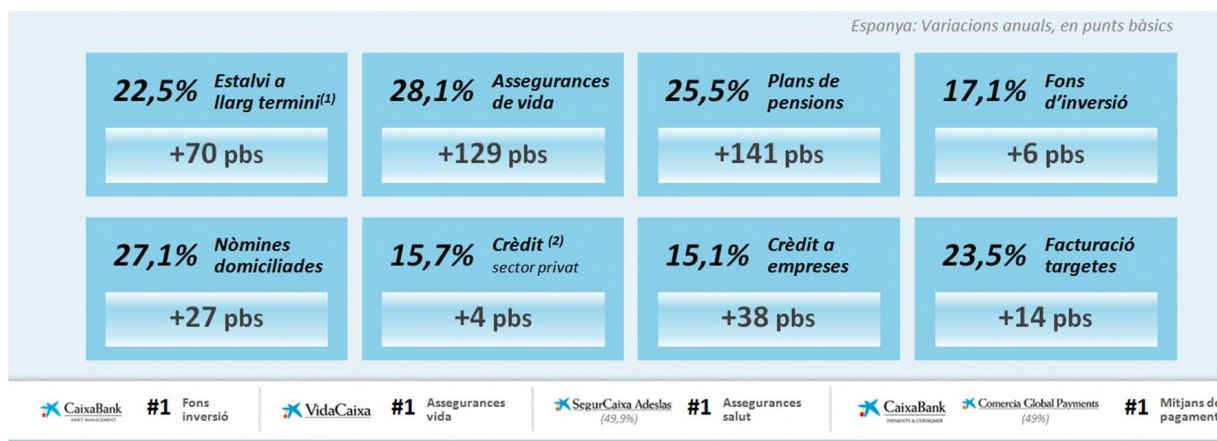 Espanya: Variacions anuals, en punts bàsics
22,5% Estalvi a
llarg termini(1)
+70 pbs
28,1% Assegurances
de vida
+129 pbs
25,5% Plans de
pensions
+141 pbs
17,1% Fons
d'inversió
+6 pbs
27,1% Nòmines
domiciliades
+27 pbs
15,7% Crèdit (2)
sector privat
+4 pbs
15,1% Crèdit a
empreses
+38 pbs
23,5% Facturació
targetes
+14 pbs
CaixaBank
ASSET MANAGEMENT
#1 Fons
inversió
VidaCaixa
#1 Assegurances
vida
SegurCaixa Adeslas
(49,9%)
#1 Assegurances
salut
CaixaBank
PAYMENTS & CONSUMER
Comercia Global Payments
(49%)
#1 Mitjans de
pagament